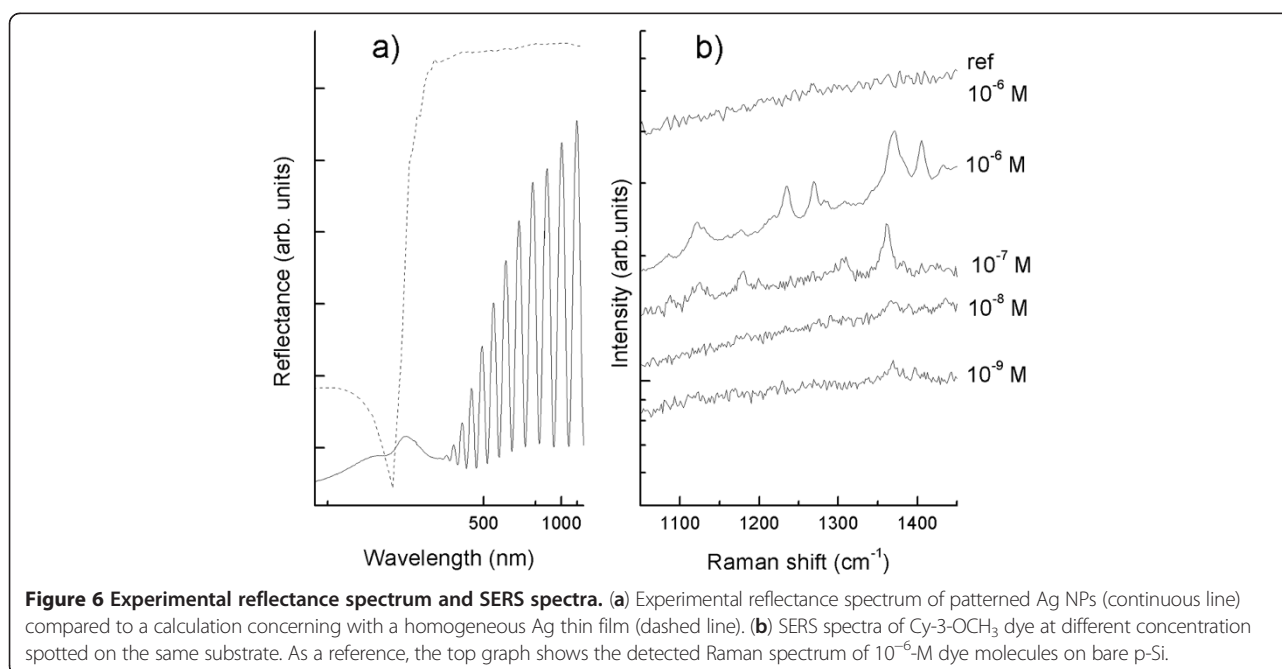 a)
Reflectance (arb. units)
500
1000
Wavelength (nm)
b)
Intensity (arb.units)
ref
10⁻⁶ M
10⁻⁶ M
10⁻⁷ M
10⁻⁸ M
10⁻⁹ M
1100
1200
1300
1400
Raman shift (cm⁻¹)
Figure 6 Experimental reflectance spectrum and SERS spectra. (a) Experimental reflectance spectrum of patterned Ag NPs (continuous line)
compared to a calculation concerning with a homogeneous Ag thin film (dashed line). (b) SERS spectra of Cy-3-OCH₃ dye at different concentration
spotted on the same substrate. As a reference, the top graph shows the detected Raman spectrum of 10⁻⁶-M dye molecules on bare p-Si.